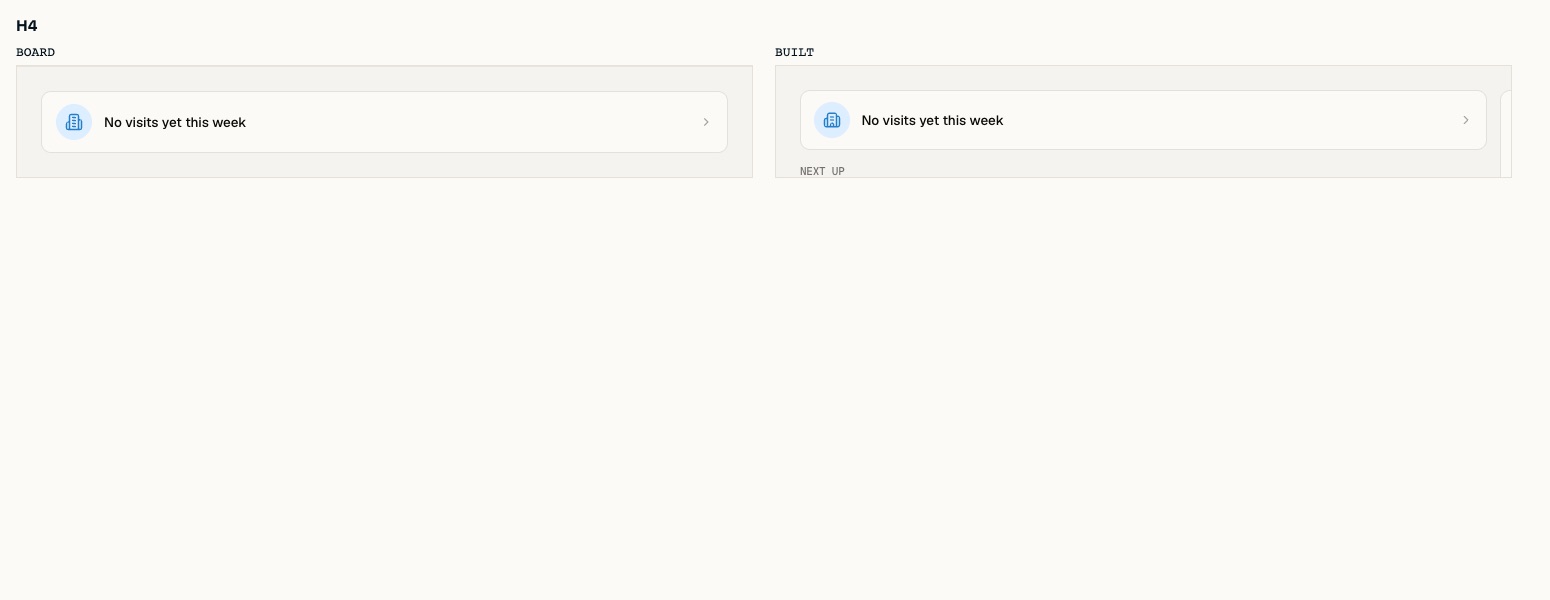 H4
BOARD
BUILT
No visits yet this week
No visits yet this week
NEXT UP